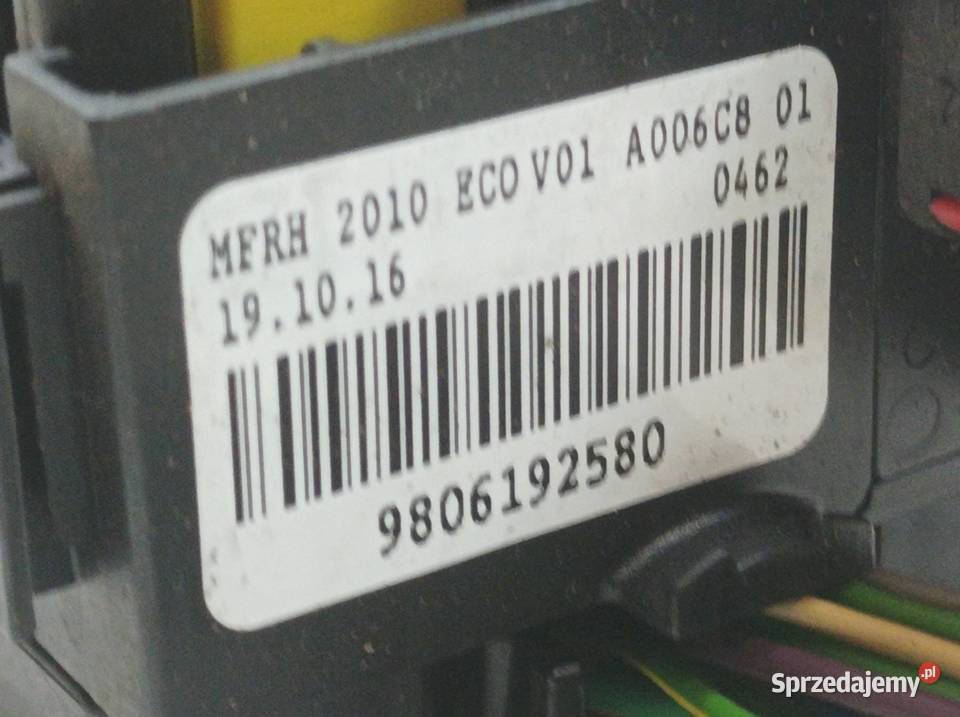 MFRH 2010 ECO V01 A006C8 01
19.10.16 0462
9806192580
Sprzedajemy.pl